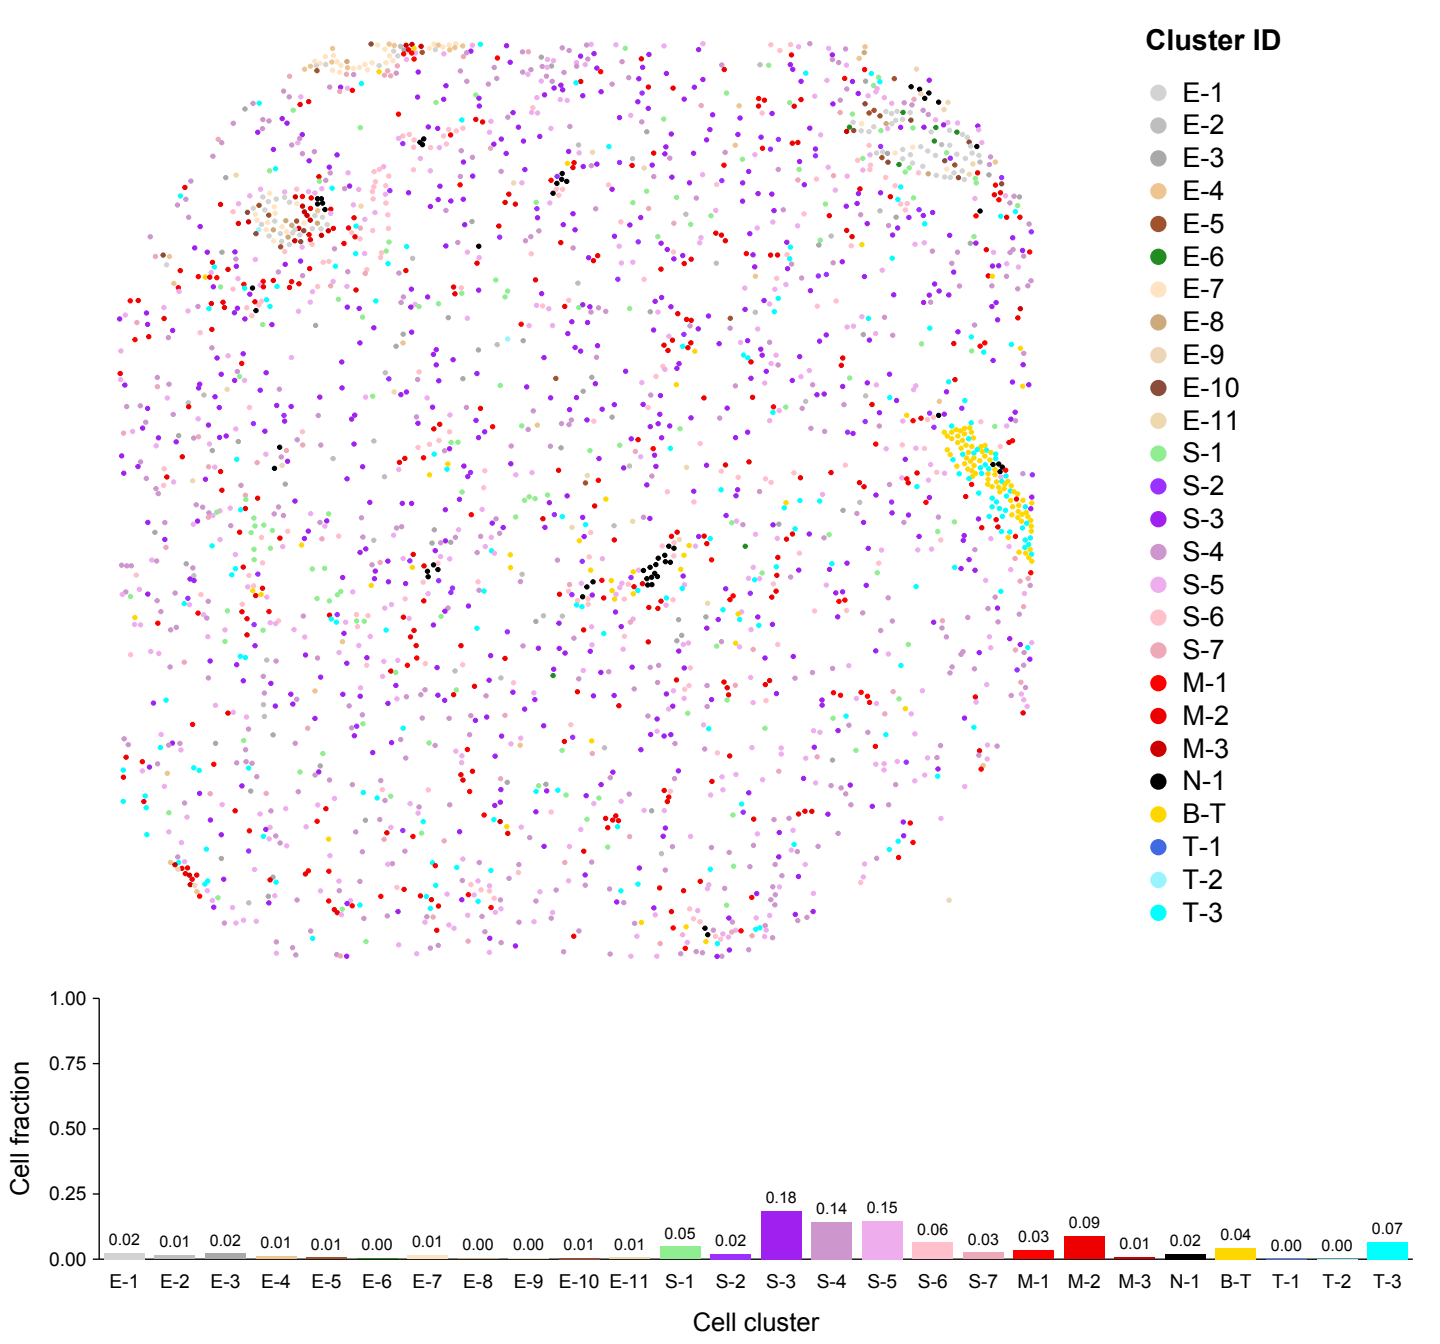 Cluster ID
E-1
E-2
E-3
E-4
E-5
E-6
E-7
E-8
E-9
E-10
E-11
S-1
S-2
S-3
S-4
S-5
S-6
S-7
M-1
M-2
M-3
N-1
B-T
T-1
T-2
T-3
1.00
0.75
0.50
0.25
0.00
Cell fraction
0.02 0.01 0.02 0.01 0.01 0.00 0.01 0.00 0.00 0.01 0.01 0.05 0.02 0.18 0.14 0.15 0.06 0.03 0.03 0.09 0.01 0.02 0.04 0.00 0.00 0.07
E-1 E-2 E-3 E-4 E-5 E-6 E-7 E-8 E-9 E-10 E-11 S-1 S-2 S-3 S-4 S-5 S-6 S-7 M-1 M-2 M-3 N-1 B-T T-1 T-2 T-3
Cell cluster